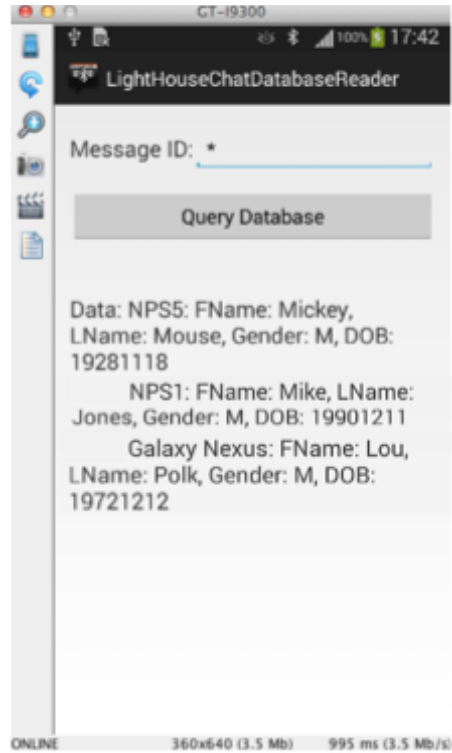 GT-I9300
100% 17:42
LightHouseChatDatabaseReader
Message ID: *
Query Database
Data: NPS5: FName: Mickey,
LName: Mouse, Gender: M, DOB:
19281118
NPS1: FName: Mike, LName:
Jones, Gender: M, DOB: 19901211
Galaxy Nexus: FName: Lou,
LName: Polk, Gender: M, DOB:
19721212
ONLINE 360x640 (3.5 Mb) 995 ms (3.5 Mb/s)